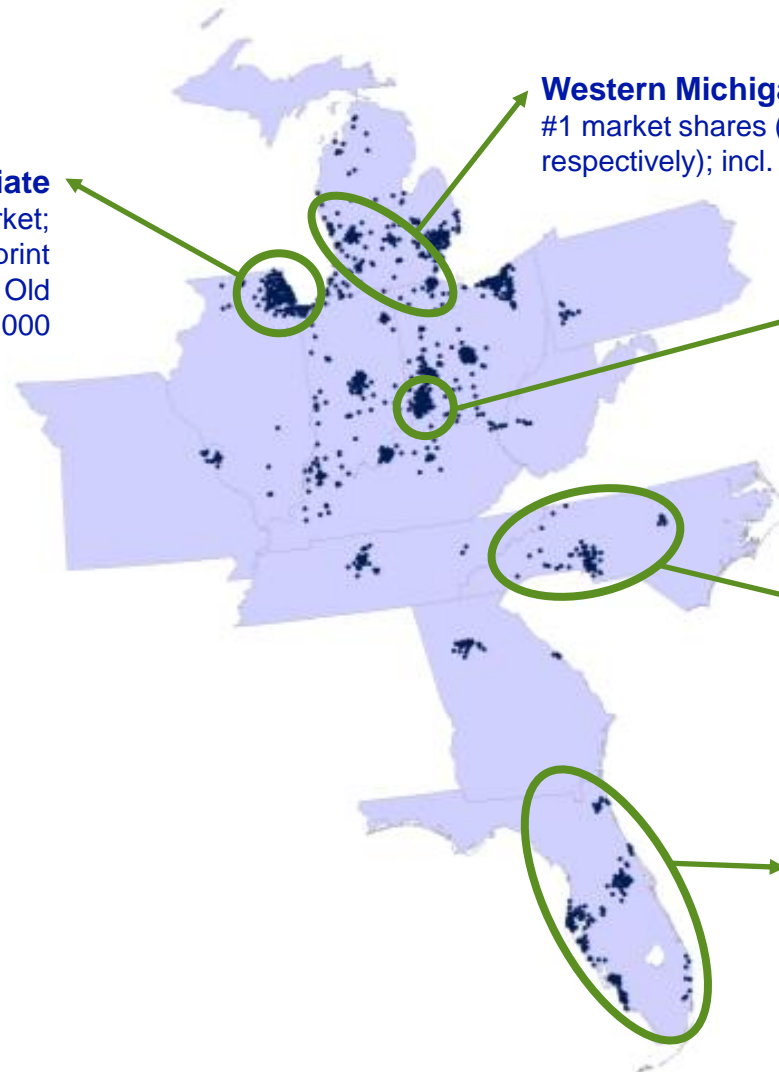 Western Michiga
#1 market shares (
respectively); incl.
iate
rket;
print
Old
000